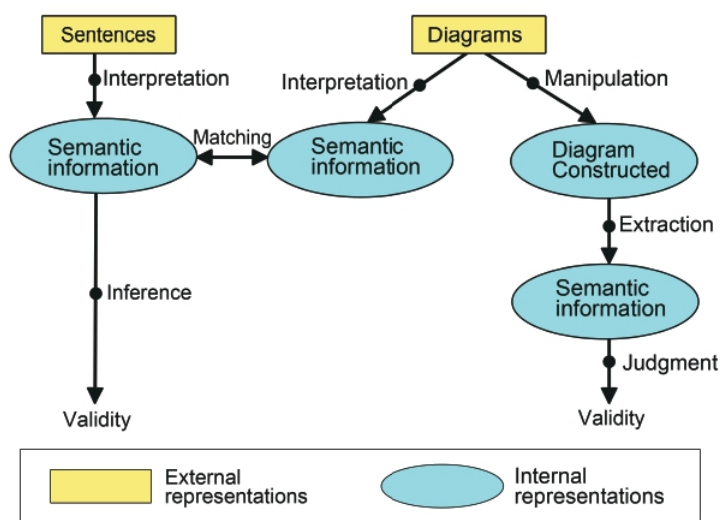 Sentences
Diagrams
Interpretation
Interpretation
Manipulation
Semantic
information
Matching
Semantic
information
Diagram
Constructed
Extraction
Inference
Semantic
information
Judgment
Validity
Validity
External
representations
Internal
representations